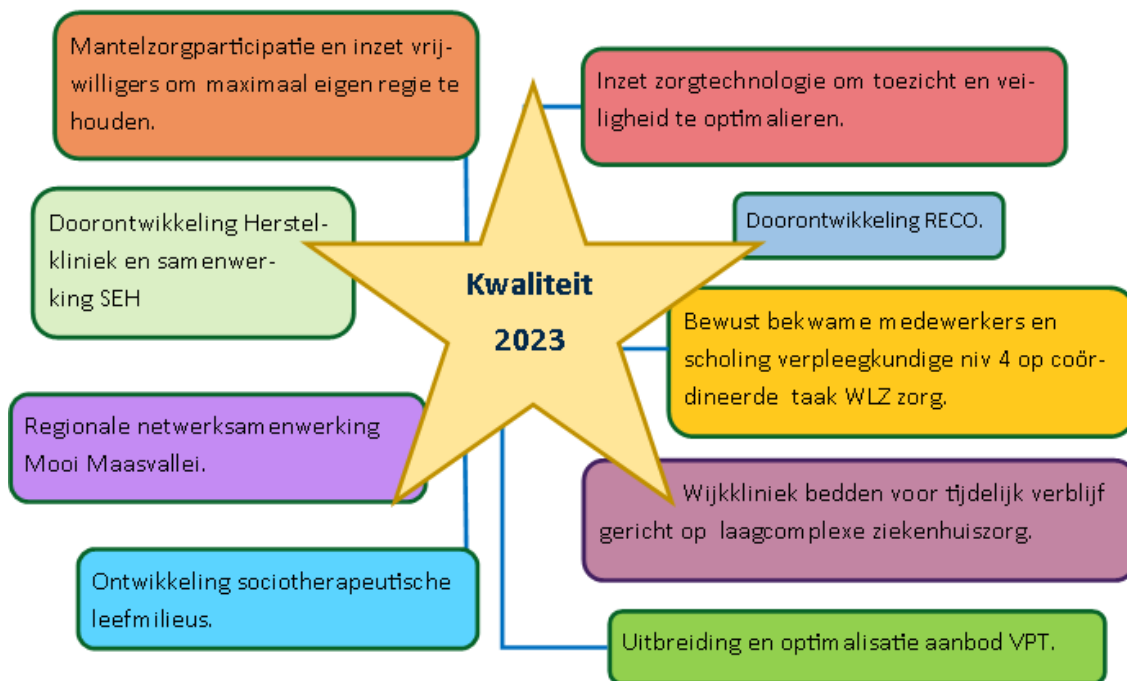 Mantelzorgparticipatie en inzet vrij-
willigers om maximaal eigen regie te
houden.
Inzet zorgtechnologie om toezicht en vei-
ligheid te optimalieren.
Doorontwikkeling Herstel-
kliniek en samenwer-
king SEH
Doorontwikkeling RECO.
Kwaliteit
2023
Bewust bekwame medewerkers en
scholing verpleegkundige niv 4 op coör-
dineerde taak WLZ zorg.
Regionale netwerksamenwerking
Mooi Maasvallei.
Wijkkliniek bedden voor tijdelijk verblijf
gericht op laagcomplexe ziekenhuiszorg.
Ontwikkeling sociotherapeutische
leefmilieus.
Uitbreiding en optimalisatie aanbod VPT.